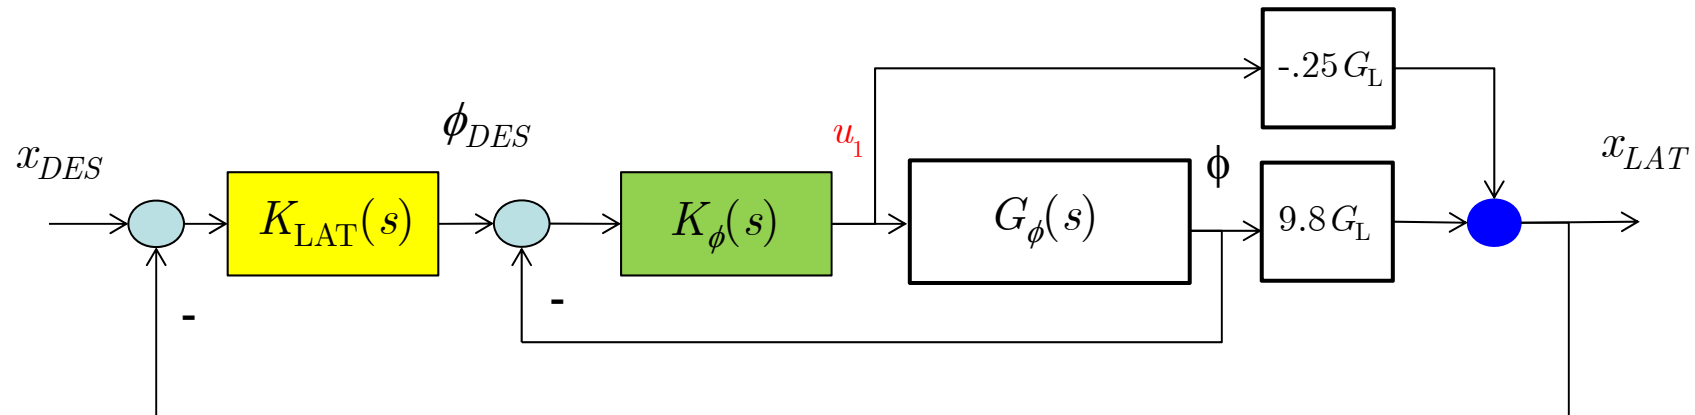 x_DES
-
K_LAT(s)
ϕ_DES
-
K_ϕ(s)
u_1
G_ϕ(s)
ϕ
-.25 G_L
9.8 G_L
x_LAT